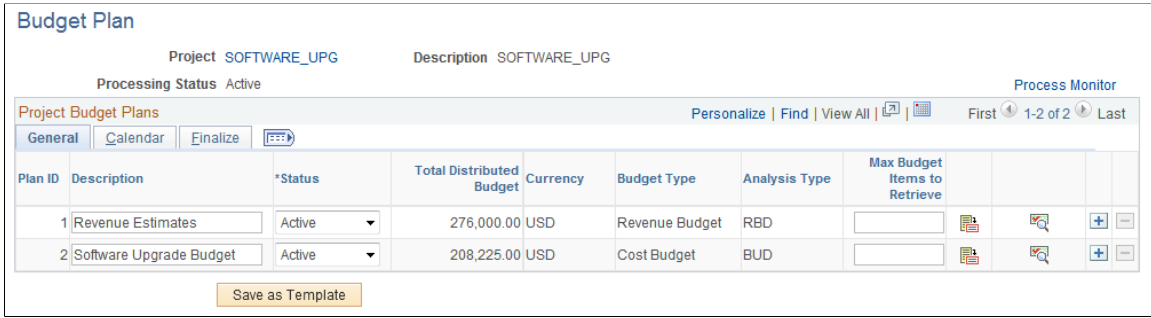 Budget Plan
Project SOFTWARE_UPG Description SOFTWARE_UPG
Processing Status Active
Process Monitor
Project Budget Plans Personalize | Find | View All | | First 1-2 of 2 Last
General Calendar Finalize
Plan ID Description *Status Total Distributed Budget Currency Budget Type Analysis Type Max Budget Items to Retrieve
1 Revenue Estimates Active 276,000.00 USD Revenue Budget RBD
2 Software Upgrade Budget Active 208,225.00 USD Cost Budget BUD
Save as Template